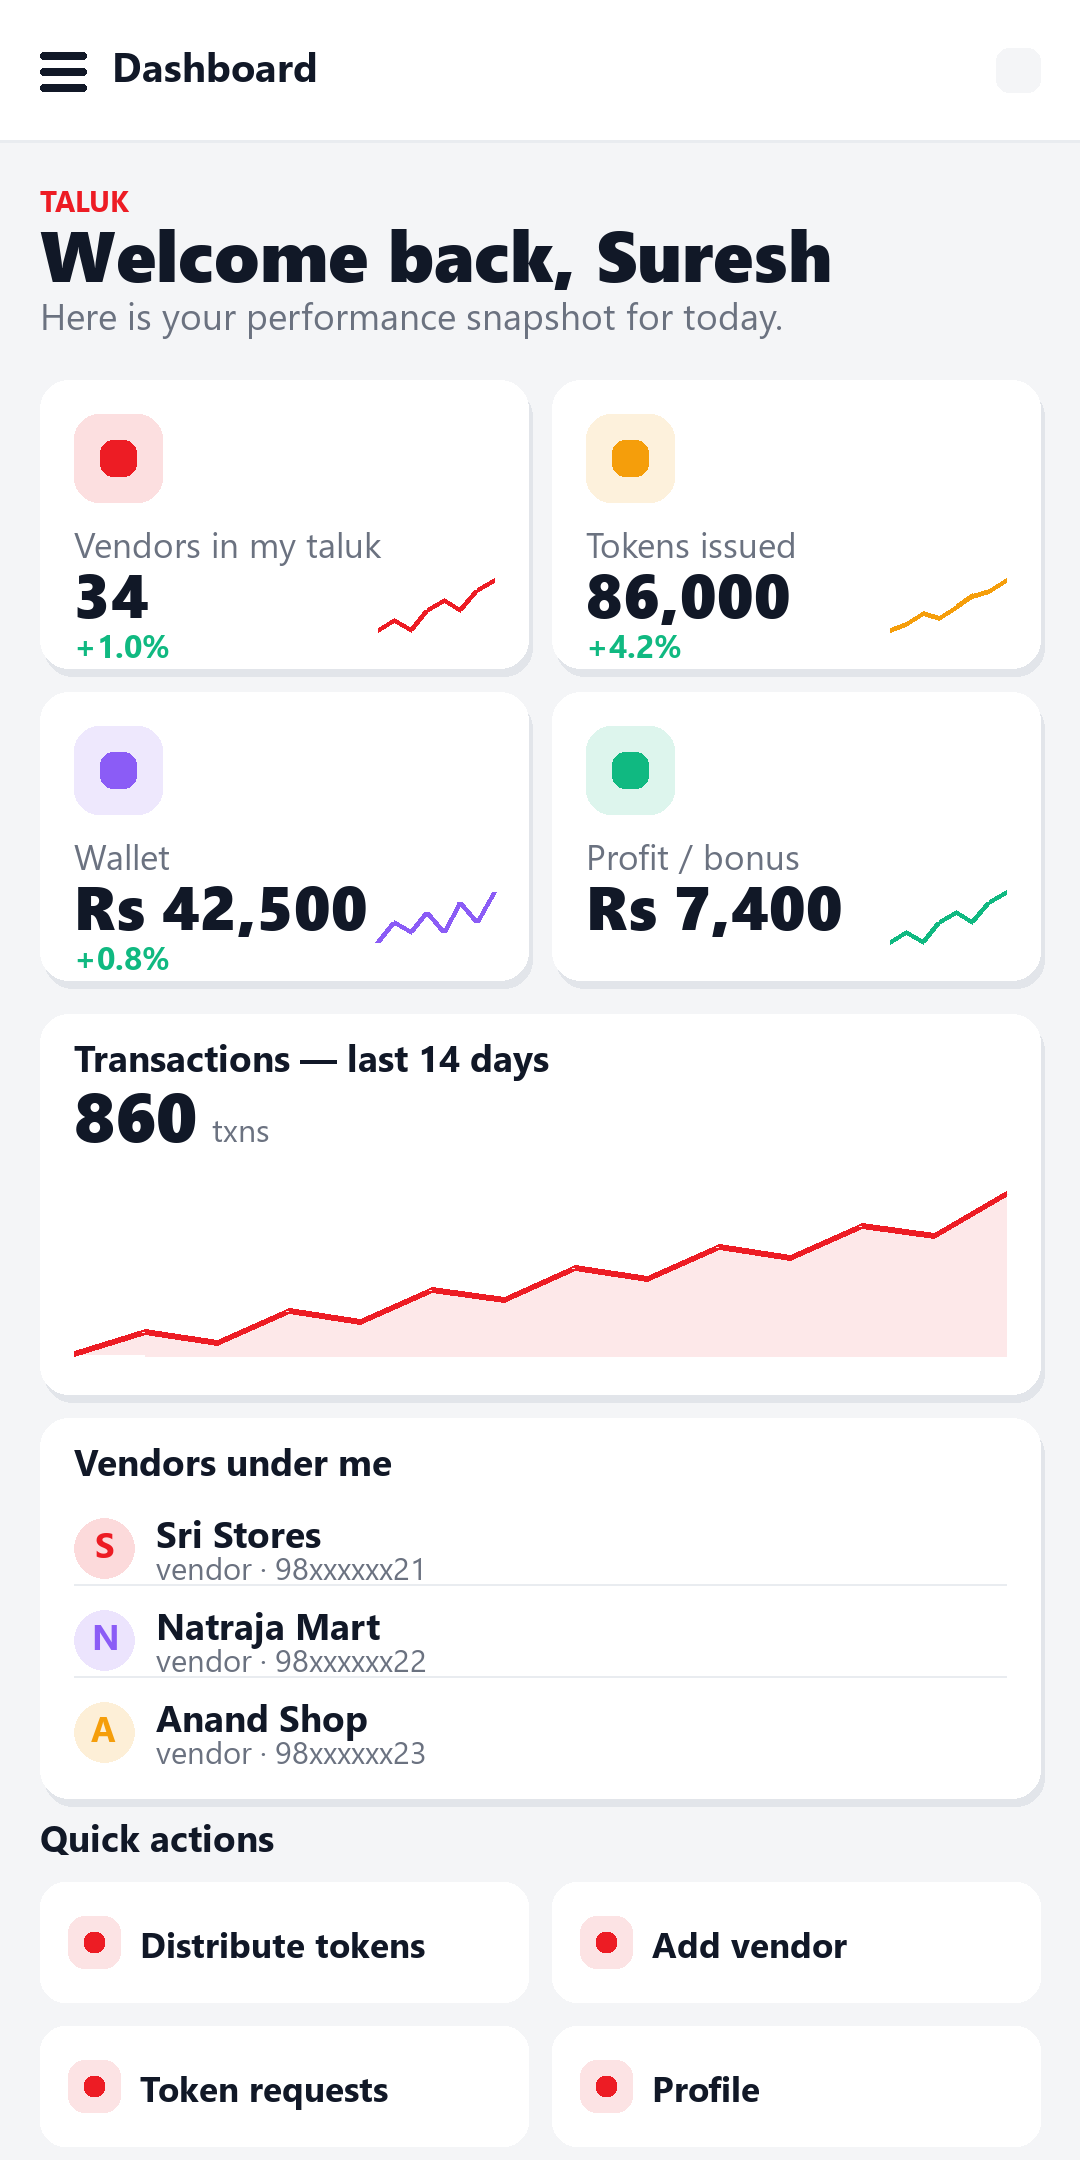 Dashboard
TALUK
Welcome back, Suresh
Here is your performance snapshot for today.
Vendors in my taluk
34
+1.0%
Tokens issued
86,000
+4.2%
Wallet
Rs 42,500
+0.8%
Profit / bonus
Rs 7,400
Transactions — last 14 days
860 txns
Vendors under me
S
Sri Stores
vendor · 98xxxxxx21
N
Natraja Mart
vendor · 98xxxxxx22
A
Anand Shop
vendor · 98xxxxxx23
Quick actions
Distribute tokens
Add vendor
Token requests
Profile